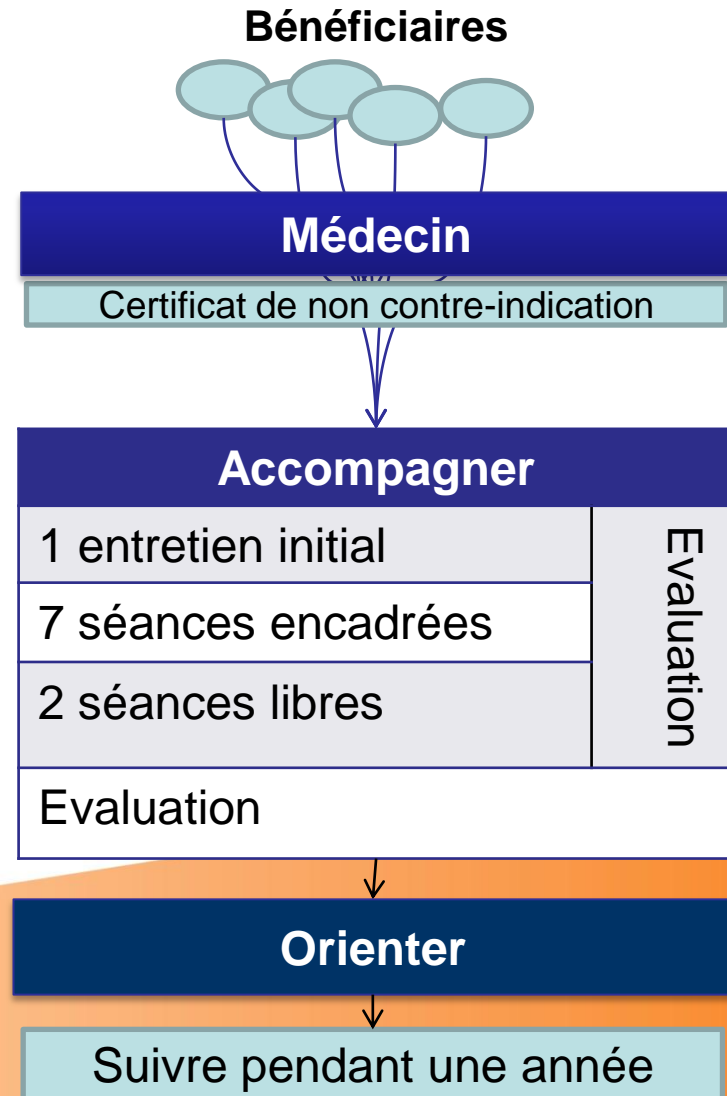 Bénéficiaires
Médecin
Certificat de non contre-indication
Accompagner
1 entretien initial
7 séances encadrées
2 séances libres
Evaluation
Evaluation
Orienter
Suivre pendant une année